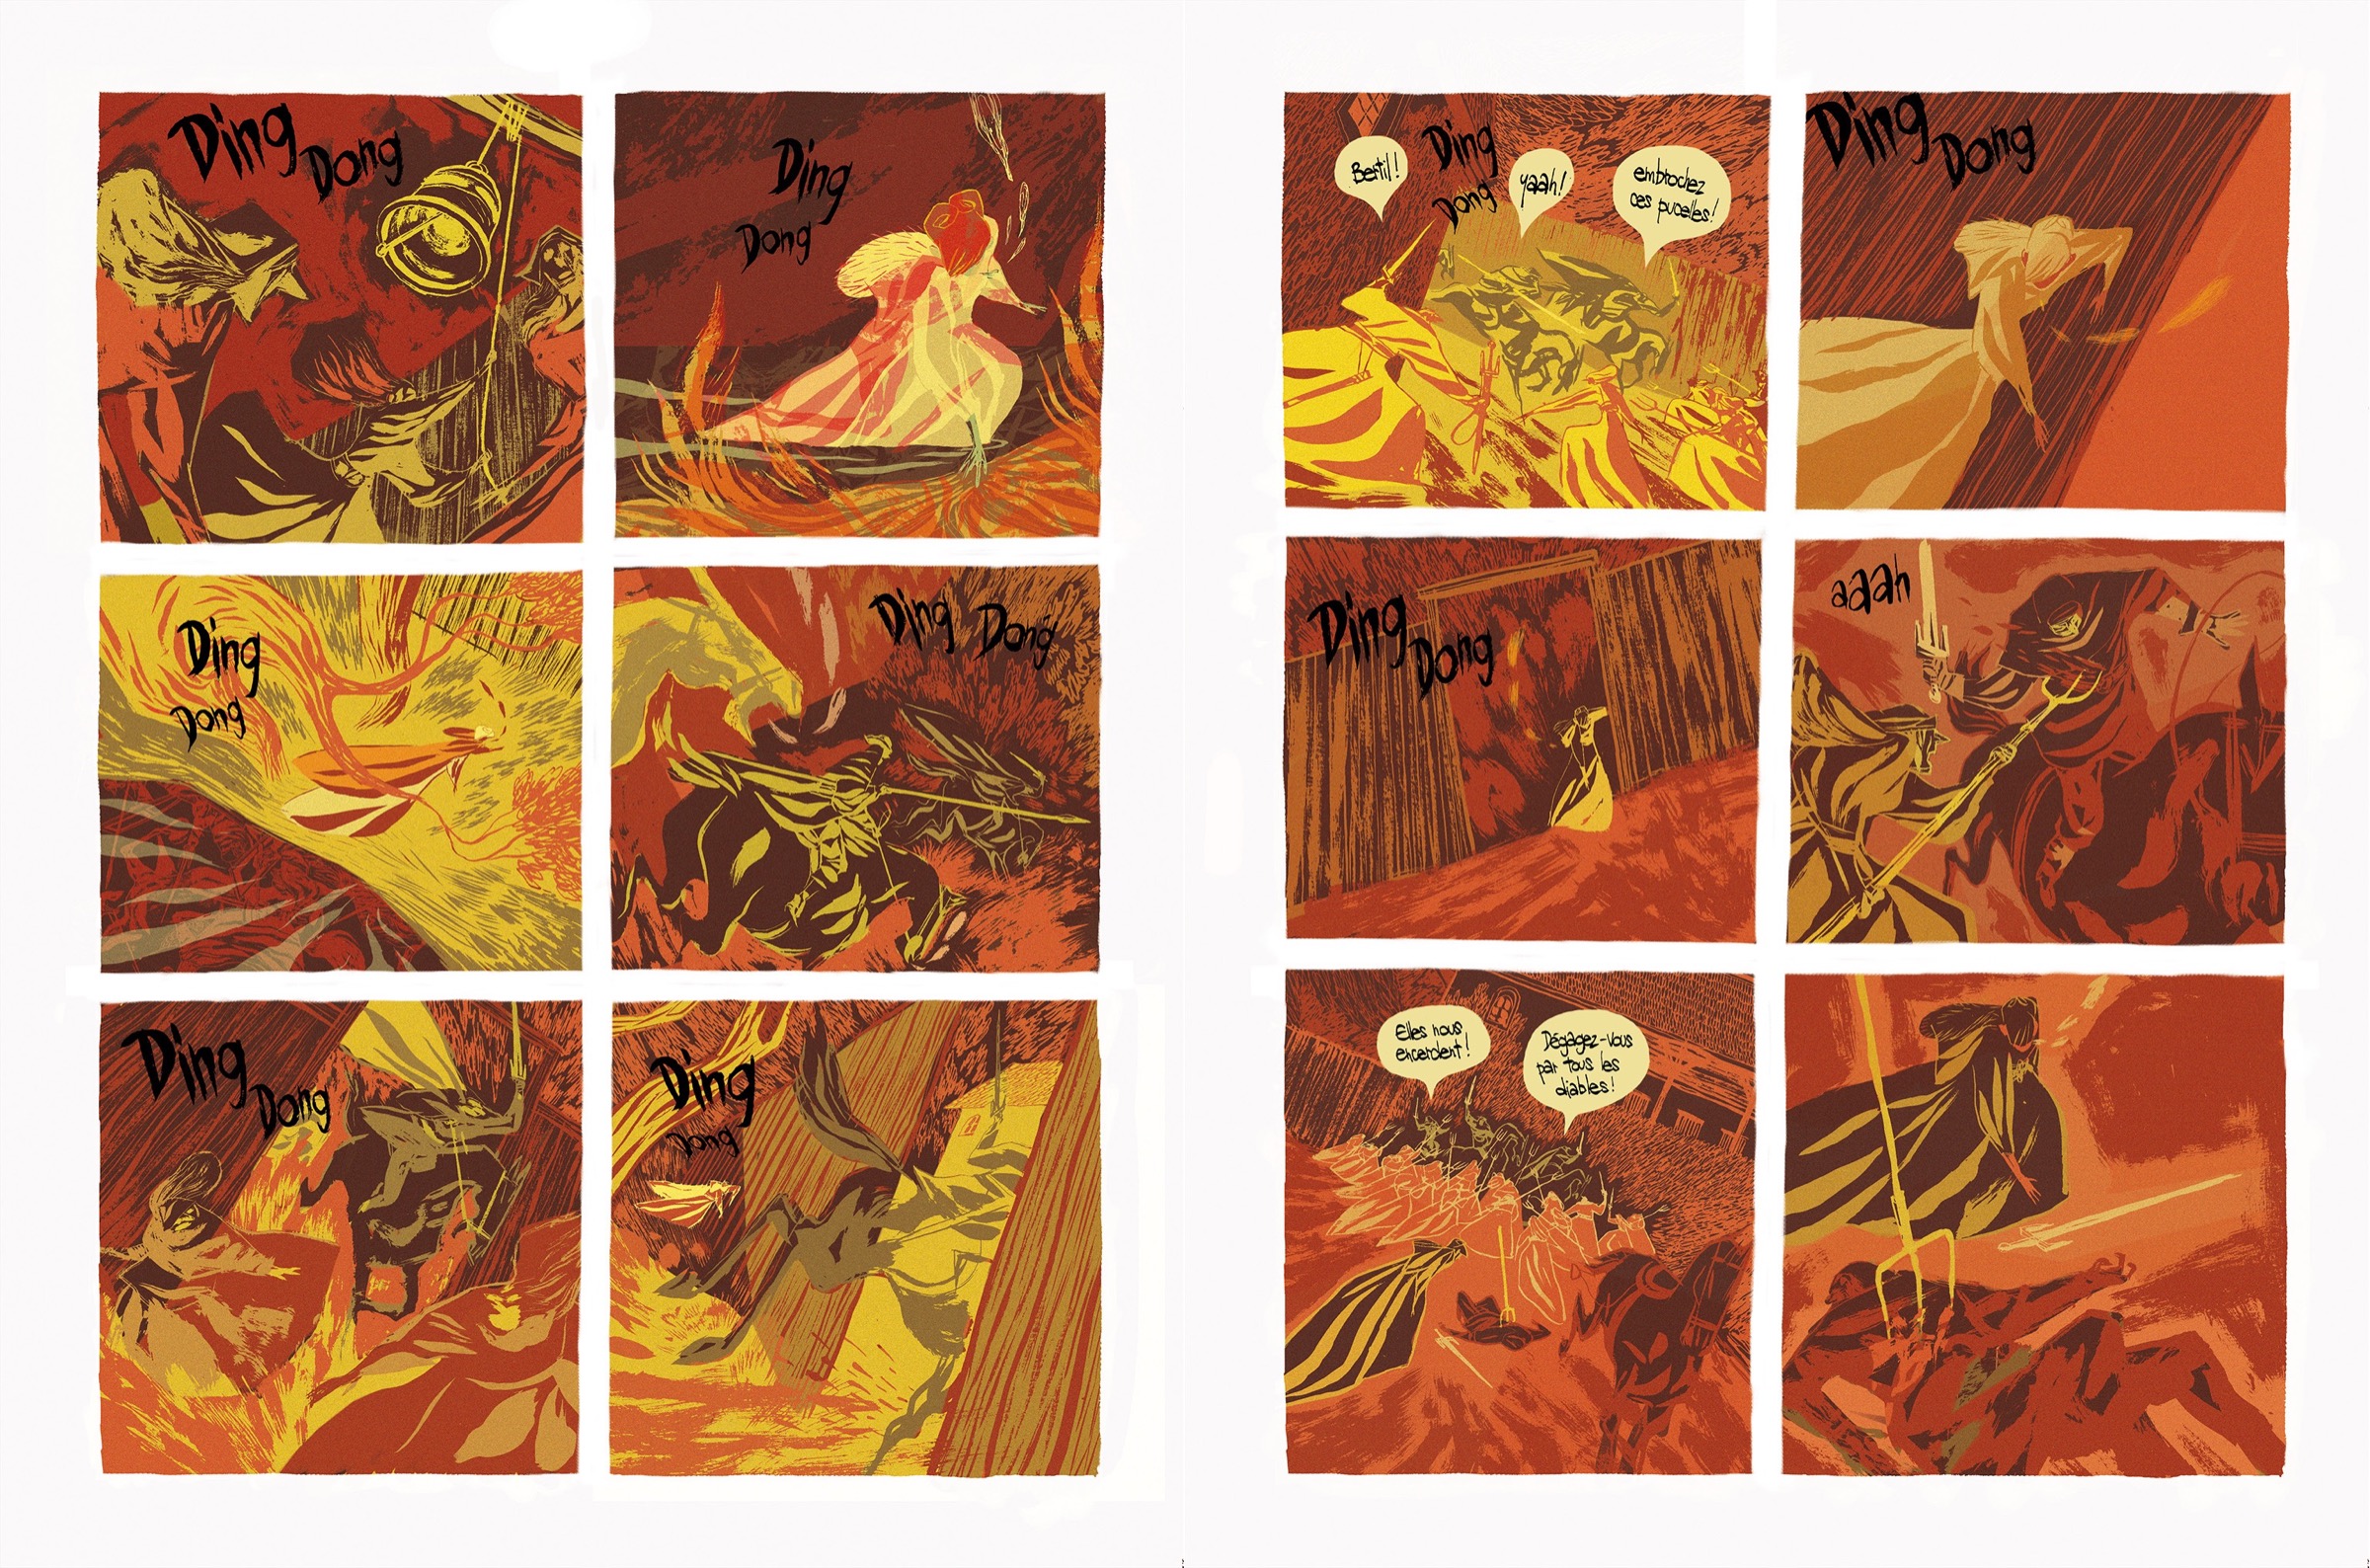 Ding
Dong
Ding
Dong
Ding
Dong
Ding Dong
Ding
Dong
Ding
Dong
Bertil!
Ding
Dong
yaah!
embrochez
ces pucelles!
Ding
Dong
Ding
Dong
aaah
Elles nous
encerclent!
Dégagez-vous
par tous les
diables!